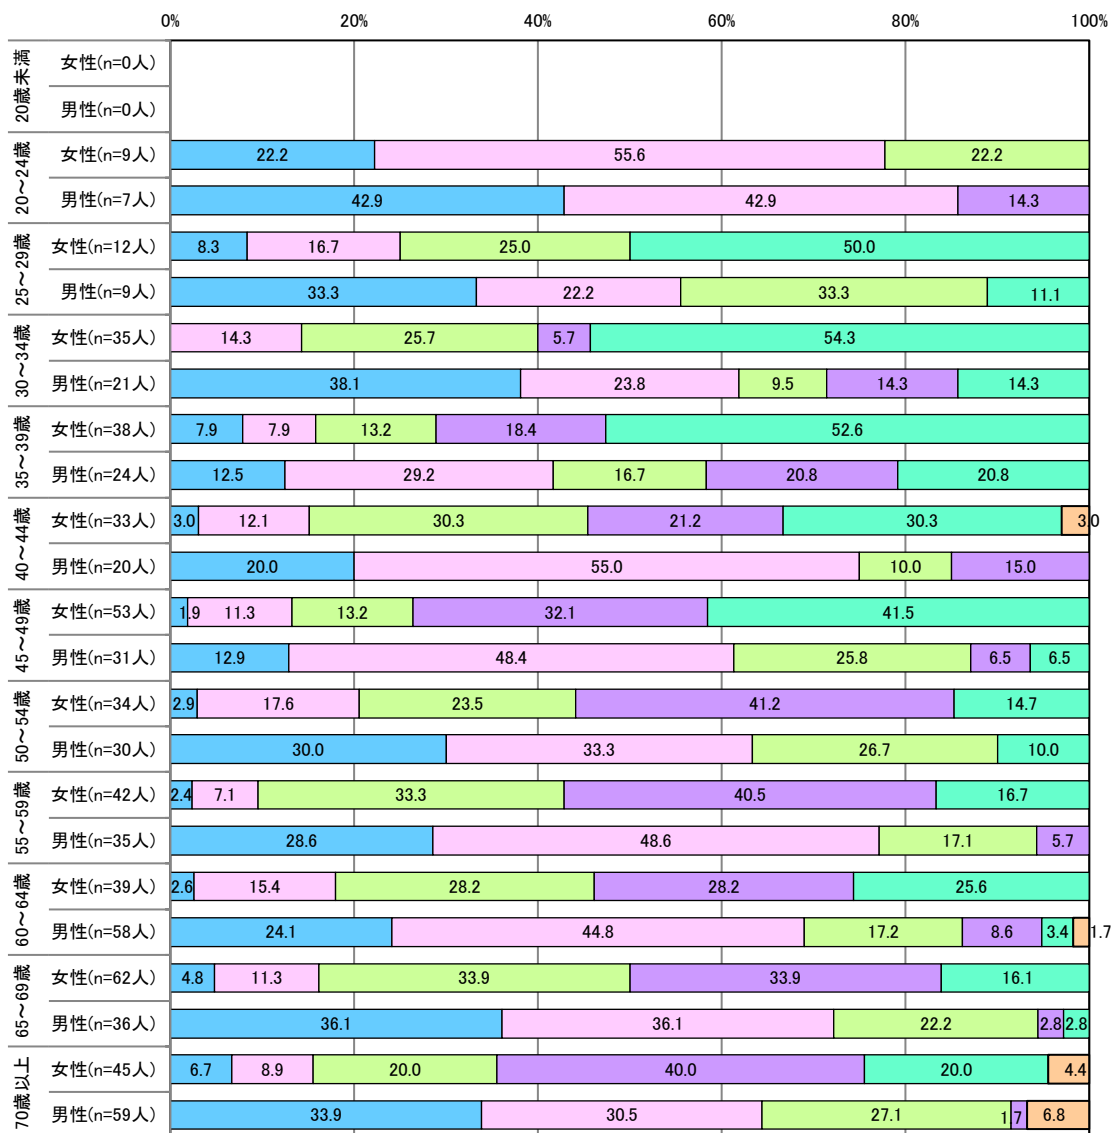 0% 20% 40% 60% 80% 100%
20歳未満
女性(n=0人)
男性(n=0人)
20～24歳
女性(n=9人) 22.2 55.6 22.2
男性(n=7人) 42.9 42.9 14.3
25～29歳
女性(n=12人) 8.3 16.7 25.0 50.0
男性(n=9人) 33.3 22.2 33.3 11.1
30～34歳
女性(n=35人) 14.3 25.7 5.7 54.3
男性(n=21人) 38.1 23.8 9.5 14.3 14.3
35～39歳
女性(n=38人) 7.9 7.9 13.2 18.4 52.6
男性(n=24人) 12.5 29.2 16.7 20.8 20.8
40～44歳
女性(n=33人) 3.0 12.1 30.3 21.2 30.3 3.0
男性(n=20人) 20.0 55.0 10.0 15.0
45～49歳
女性(n=53人) 1.9 11.3 13.2 32.1 41.5
男性(n=31人) 12.9 48.4 25.8 6.5 6.5
50～54歳
女性(n=34人) 2.9 17.6 23.5 41.2 14.7
男性(n=30人) 30.0 33.3 26.7 10.0
55～59歳
女性(n=42人) 2.4 7.1 33.3 40.5 16.7
男性(n=35人) 28.6 48.6 17.1 5.7
60～64歳
女性(n=39人) 2.6 15.4 28.2 28.2 25.6
男性(n=58人) 24.1 44.8 17.2 8.6 3.4 1.7
65～69歳
女性(n=62人) 4.8 11.3 33.9 33.9 16.1
男性(n=36人) 36.1 36.1 22.2 2.8 2.8
70歳以上
女性(n=45人) 6.7 8.9 20.0 40.0 20.0 4.4
男性(n=59人) 33.9 30.5 27.1 1.7 6.8